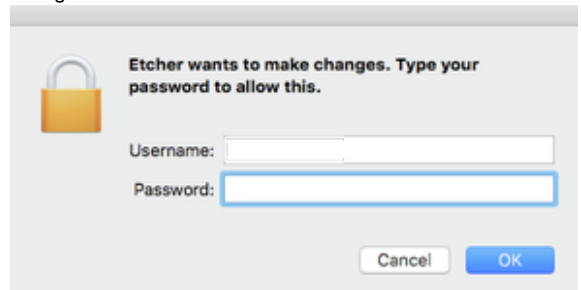 Etcher wants to make changes. Type your
password to allow this.
Username:
Password:
Cancel OK